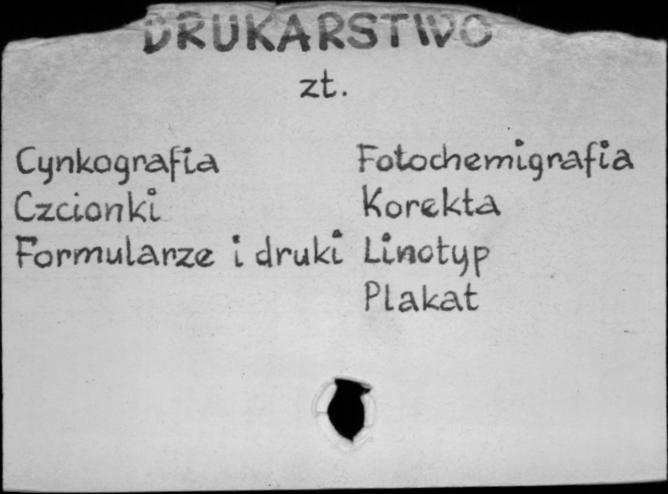 DRUKARSTWO
zt.
Cynkografia
Czcionki
Formularze i druki
Fotochemigrafia
Korekta
Linotyp
Plakat